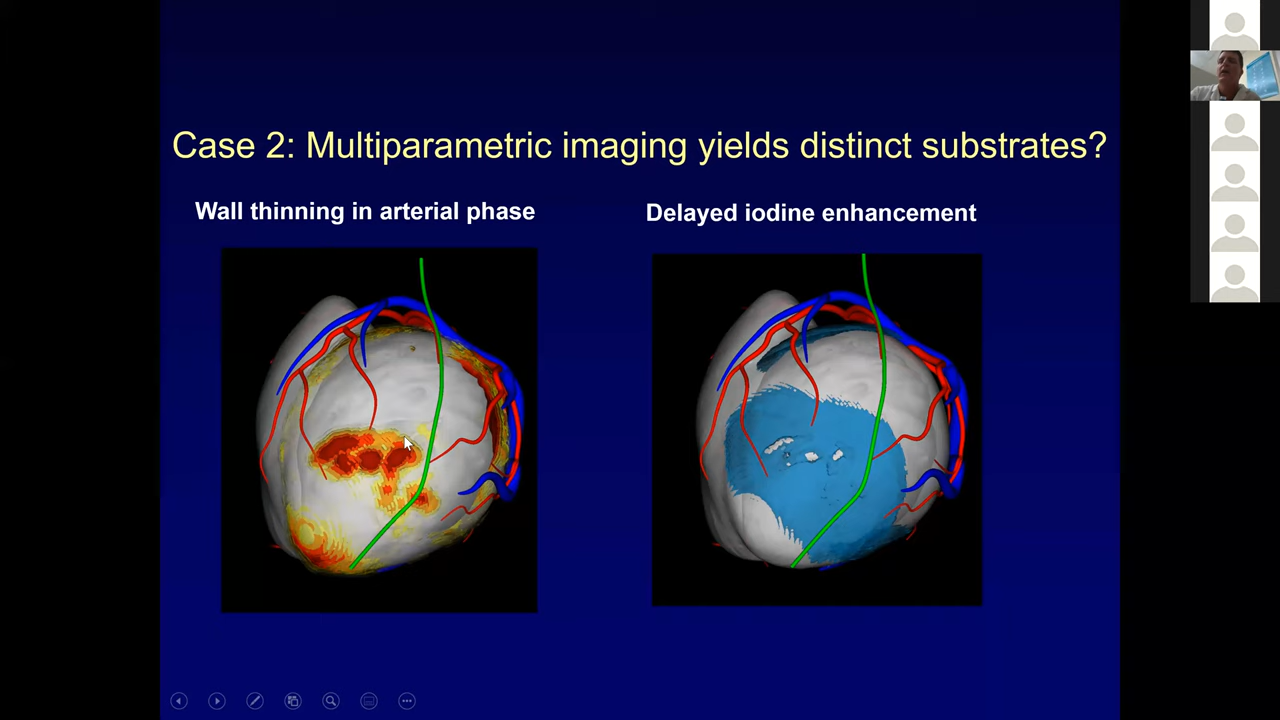 Case 2: Multiparametric imaging yields distinct substrates?
Wall thinning in arterial phase
Delayed iodine enhancement